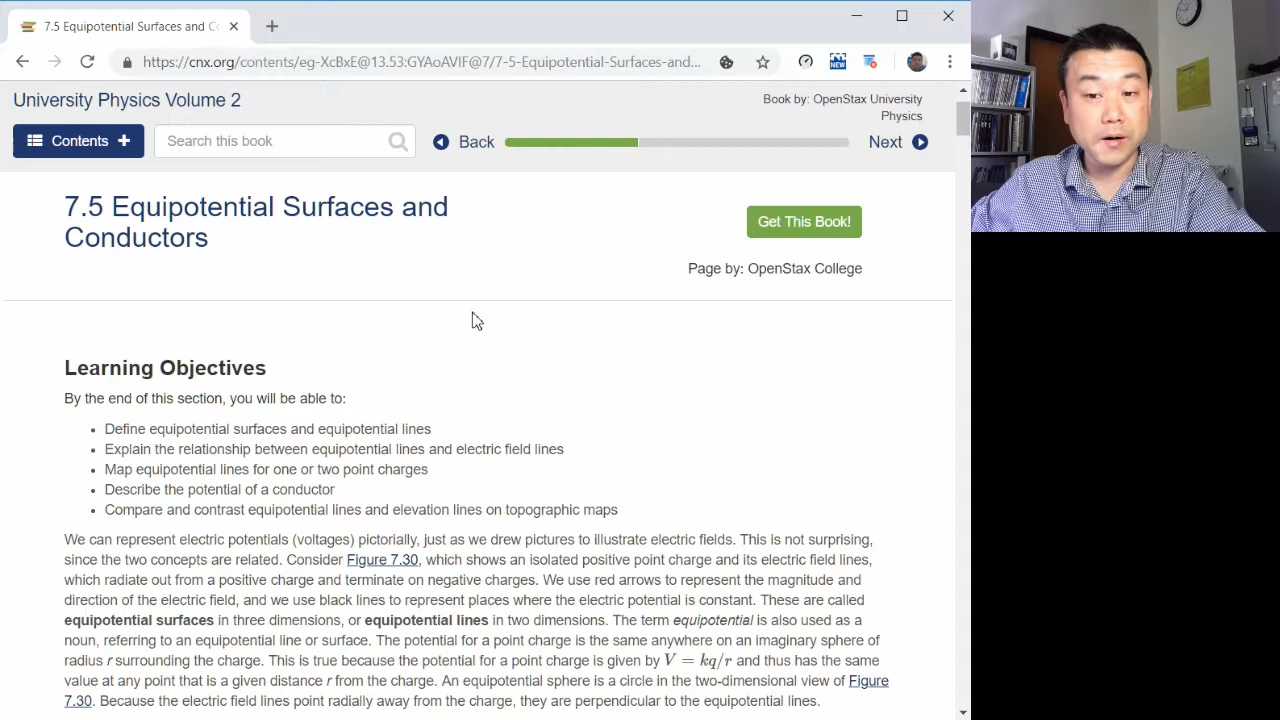 7.5 Equipotential Surfaces and Co
https://cnx.org/contents/eg-XcBxE@13.53:GYAoAVIF@7/7-5-Equipotential-Surfaces-and...
NEW
University Physics Volume 2
Book by: OpenStax University
Physics
Contents +
Search this book
Back
Next
7.5 Equipotential Surfaces and
Conductors
Get This Book!
Page by: OpenStax College
Learning Objectives
By the end of this section, you will be able to:
• Define equipotential surfaces and equipotential lines
• Explain the relationship between equipotential lines and electric field lines
• Map equipotential lines for one or two point charges
• Describe the potential of a conductor
• Compare and contrast equipotential lines and elevation lines on topographic maps
We can represent electric potentials (voltages) pictorially, just as we drew pictures to illustrate electric fields. This is not surprising,
since the two concepts are related. Consider Figure 7.30, which shows an isolated positive point charge and its electric field lines,
which radiate out from a positive charge and terminate on negative charges. We use red arrows to represent the magnitude and
direction of the electric field, and we use black lines to represent places where the electric potential is constant. These are called
equipotential surfaces in three dimensions, or equipotential lines in two dimensions. The term equipotential is also used as a
noun, referring to an equipotential line or surface. The potential for a point charge is the same anywhere on an imaginary sphere of
radius r surrounding the charge. This is true because the potential for a point charge is given by V = kq/r and thus has the same
value at any point that is a given distance r from the charge. An equipotential sphere is a circle in the two-dimensional view of Figure
7.30. Because the electric field lines point radially away from the charge, they are perpendicular to the equipotential lines.